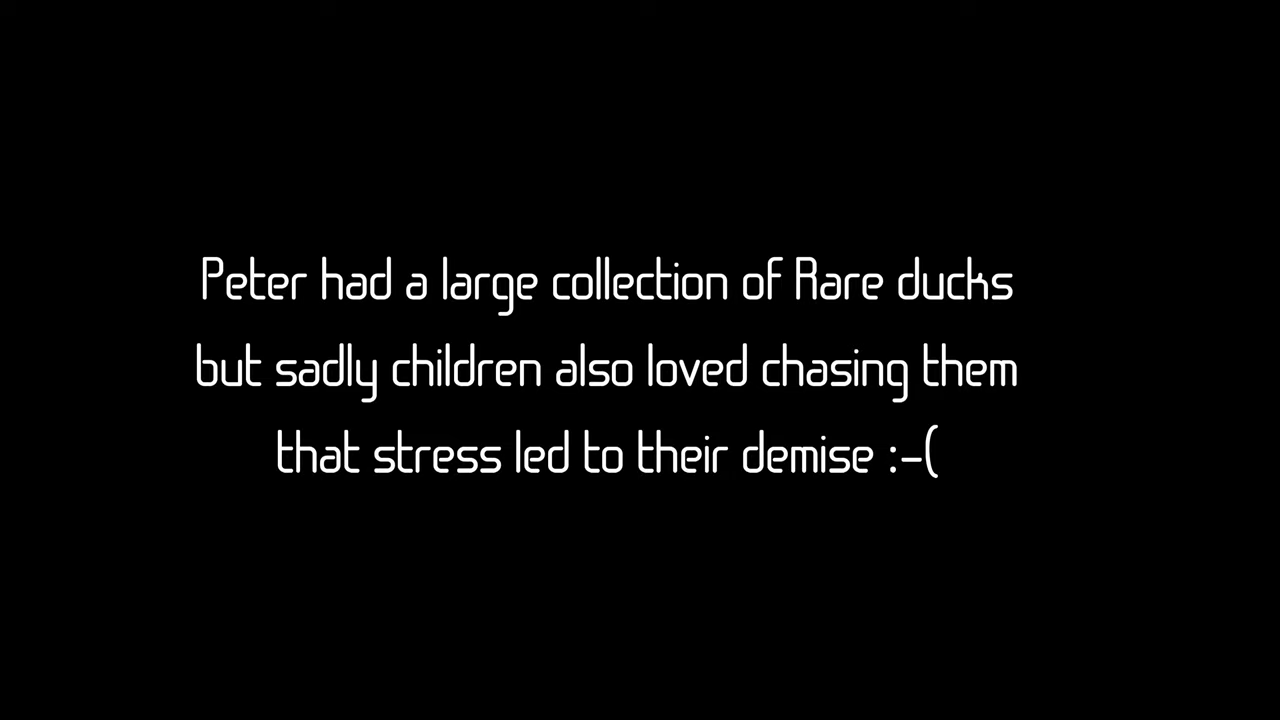 Peter had a large collection of Rare ducks
but sadly children also loved chasing them
that stress led to their demise :-(